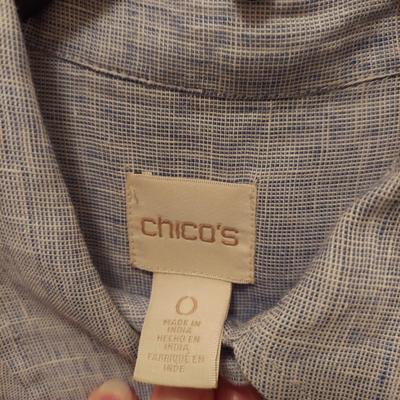 chico's
0
MADE IN
INDIA
HECHO EN
INDIA
FABRIQUÉ EN
INDE